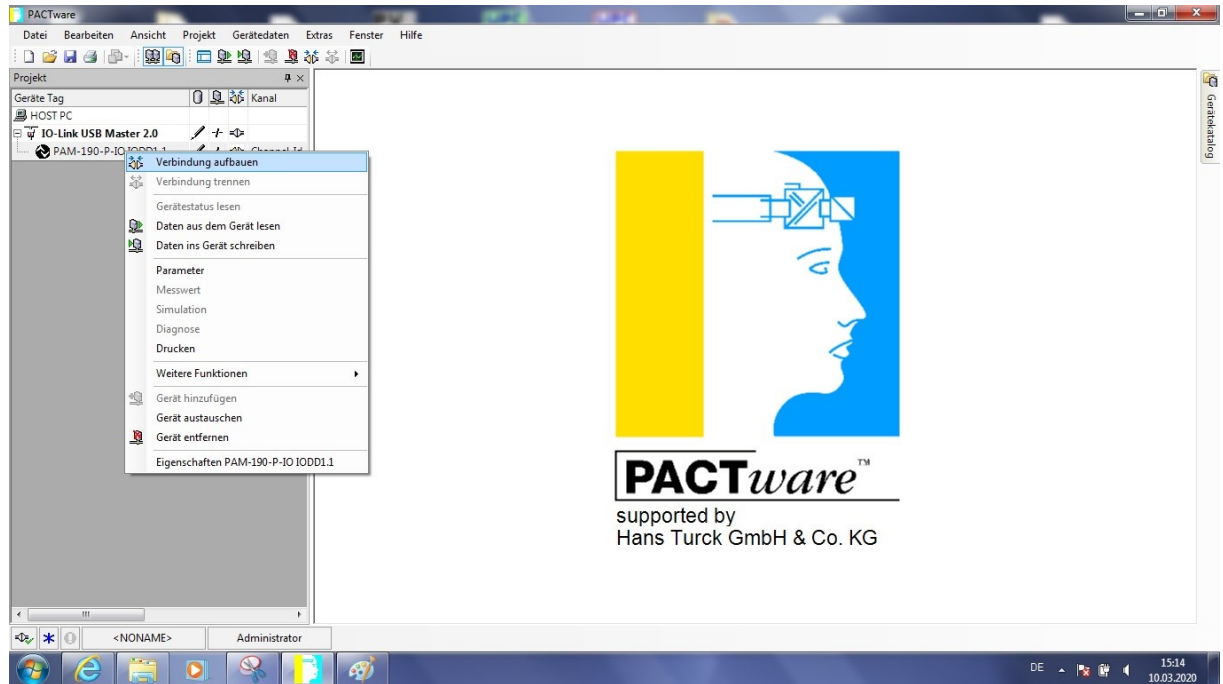 PACTware
Datei Bearbeiten Ansicht Projekt Gerätedaten Extras Fenster Hilfe
Projekt
Geräte Tag Kanal
HOST PC
IO-Link USB Master 2.0
PAM-190-P-IO IODD1.1 Channel Id
Verbindung aufbauen
Verbindung trennen
Gerätestatus lesen
Daten aus dem Gerät lesen
Daten ins Gerät schreiben
Parameter
Messwert
Simulation
Diagnose
Drucken
Weitere Funktionen
Gerät hinzufügen
Gerät austauschen
Gerät entfernen
Eigenschaften PAM-190-P-IO IODD1.1
Gerätekatalog
PACTware™
supported by
Hans Turck GmbH & Co. KG
<NONAME> Administrator
DE 15:14
10.03.2020